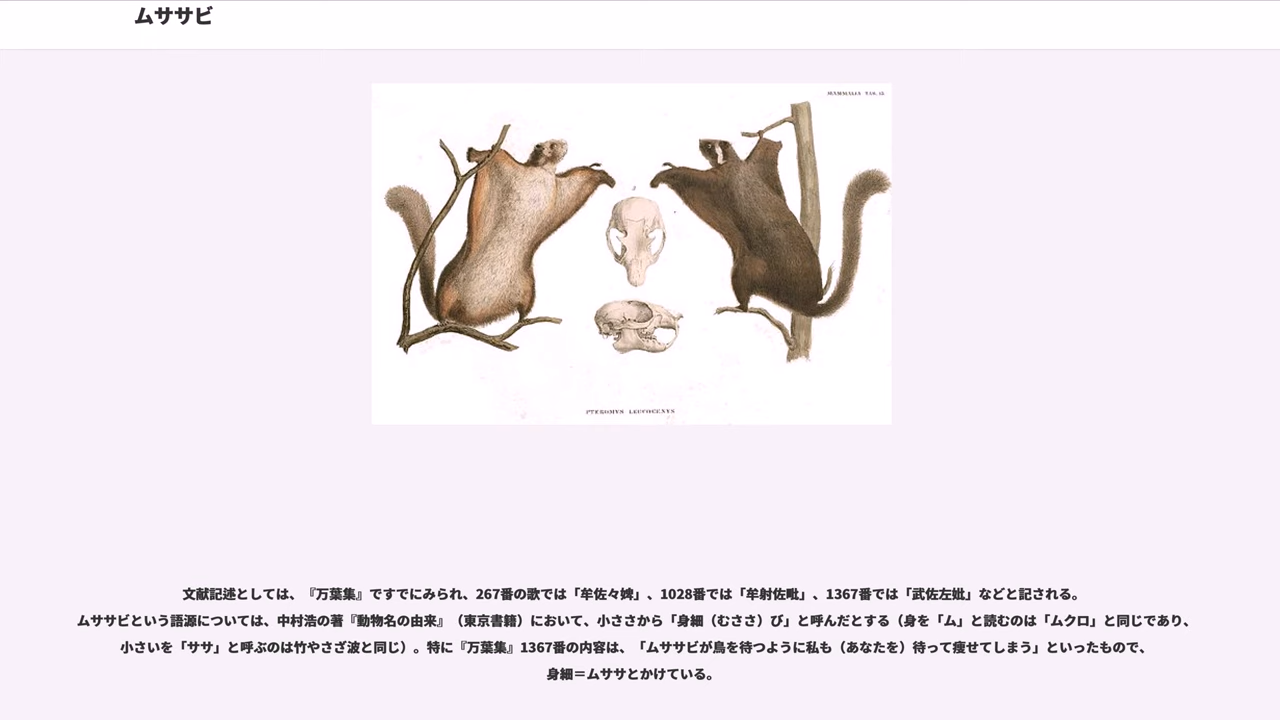 ムササビ
MAMMALIA TAB. 13
PTEROMYS LEUCOGENYS
文献記述としては、『万葉集』ですでにみられ、267番の歌では「牟佐々婢」、1028番では「牟射佐毗」、1367番では「武佐左妣」などと記される。
ムササビという語源については、中村浩の著『動物名の由来』（東京書籍）において、小ささから「身細（むささ）び」と呼んだとする（身を「ム」と読むのは「ムクロ」と同じであり、
小さいを「ササ」と呼ぶのは竹やさざ波と同じ）。特に『万葉集』1367番の内容は、「ムササビが鳥を待つように私も（あなたを）待って痩せてしまう」といったもので、
身細＝ムササとかけている。